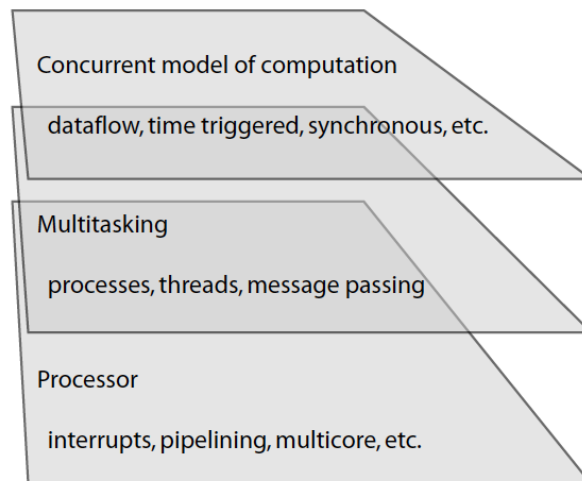 Concurrent model of computation
dataflow, time triggered, synchronous, etc.
Multitasking
processes, threads, message passing
Processor
interrupts, pipelining, multicore, etc.